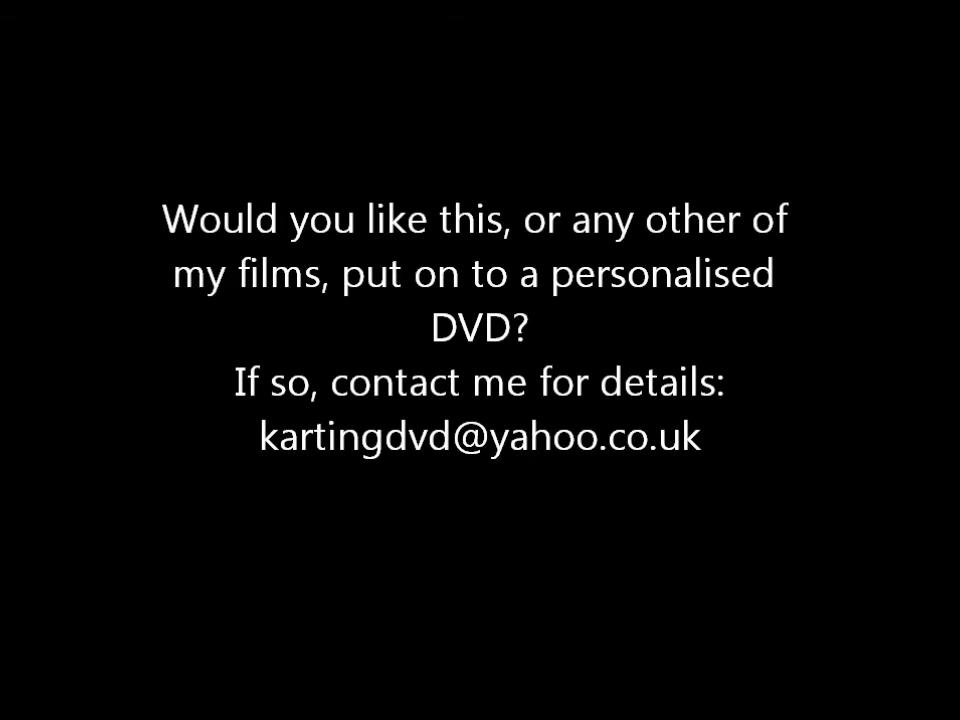 Would you like this, or any other of
my films, put on to a personalised
DVD?
If so, contact me for details:
kartingdvd@yahoo.co.uk